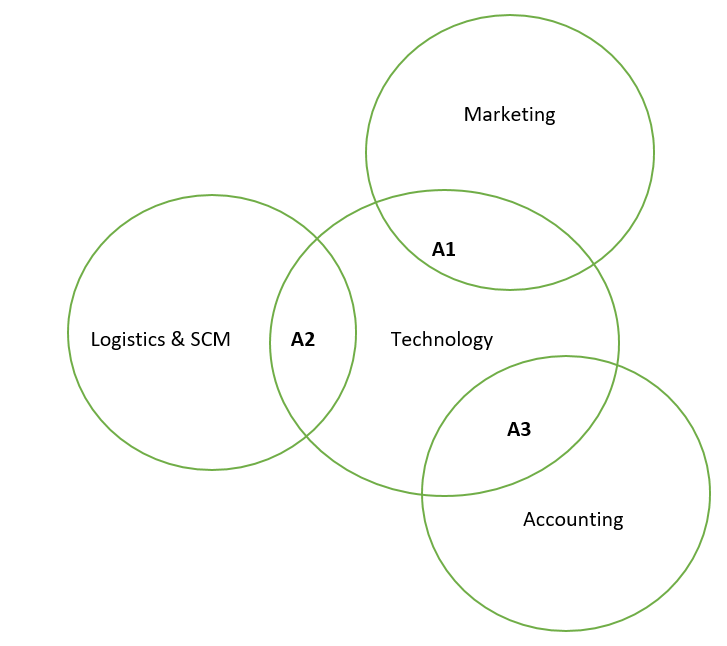 Marketing
A1
Logistics & SCM
A2
Technology
A3
Accounting